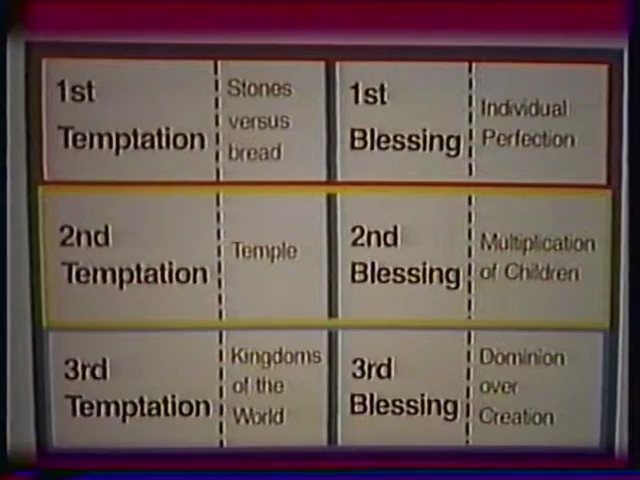 1st
Temptation
Stones
versus
bread
1st
Blessing
Individual
Perfection
2nd
Temptation
Temple
2nd
Blessing
Multiplication
of Children
3rd
Temptation
Kingdoms
of the
World
3rd
Blessing
Dominion
over
Creation